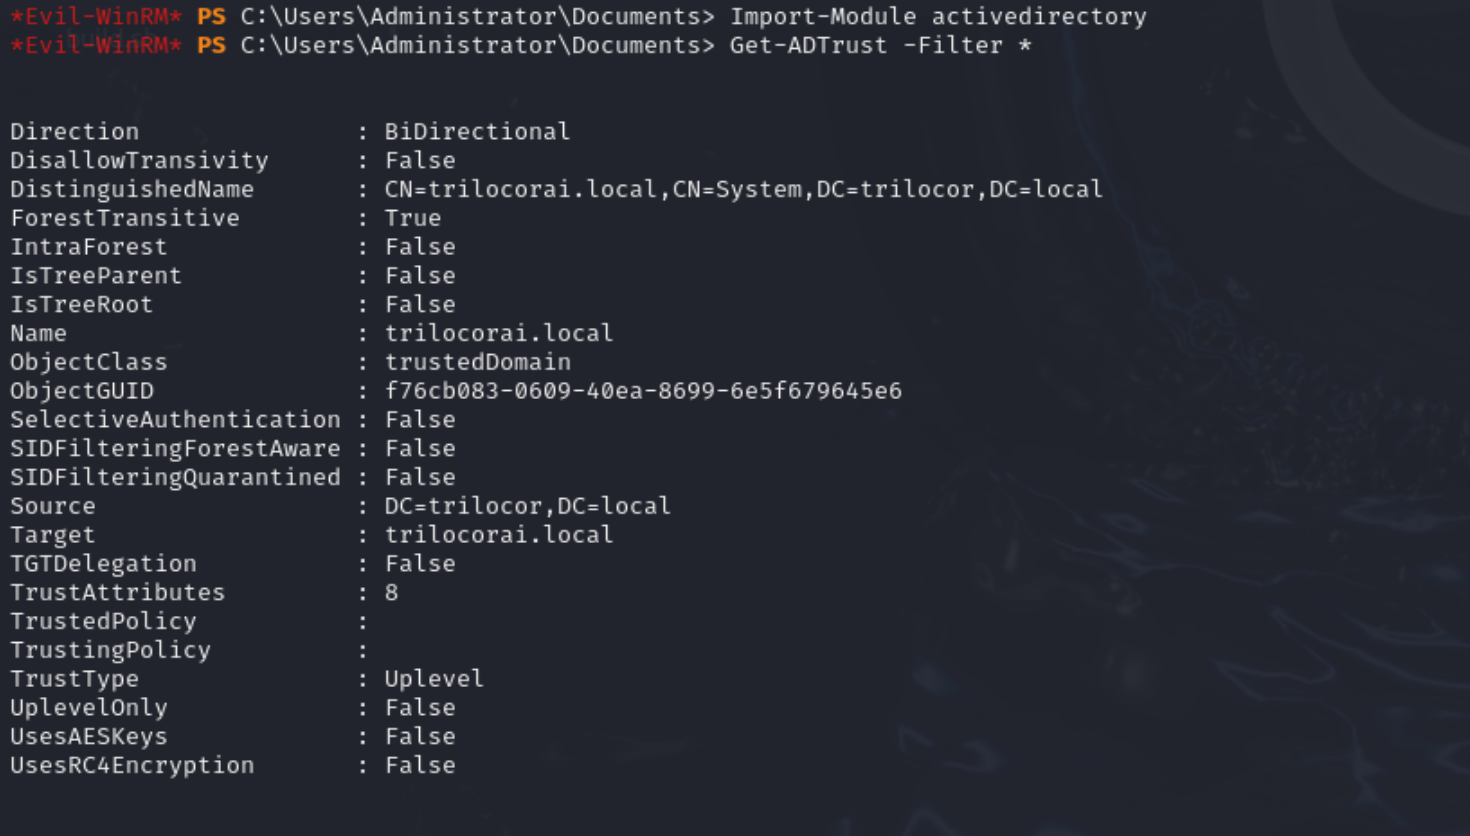 *Evil-WinRM* PS C:\Users\Administrator\Documents> Import-Module activedirectory
*Evil-WinRM* PS C:\Users\Administrator\Documents> Get-ADTrust -Filter *
Direction : BiDirectional
DisallowTransivity : False
DistinguishedName : CN=trilocorai.local,CN=System,DC=trilocor,DC=local
ForestTransitive : True
IntraForest : False
IsTreeParent : False
IsTreeRoot : False
Name : trilocorai.local
ObjectClass : trustedDomain
ObjectGUID : f76cb083-0609-40ea-8699-6e5f679645e6
SelectiveAuthentication : False
SIDFilteringForestAware : False
SIDFilteringQuarantined : False
Source : DC=trilocor,DC=local
Target : trilocorai.local
TGTDelegation : False
TrustAttributes : 8
TrustedPolicy :
TrustingPolicy :
TrustType : Uplevel
UplevelOnly : False
UsesAESKeys : False
UsesRC4Encryption : False